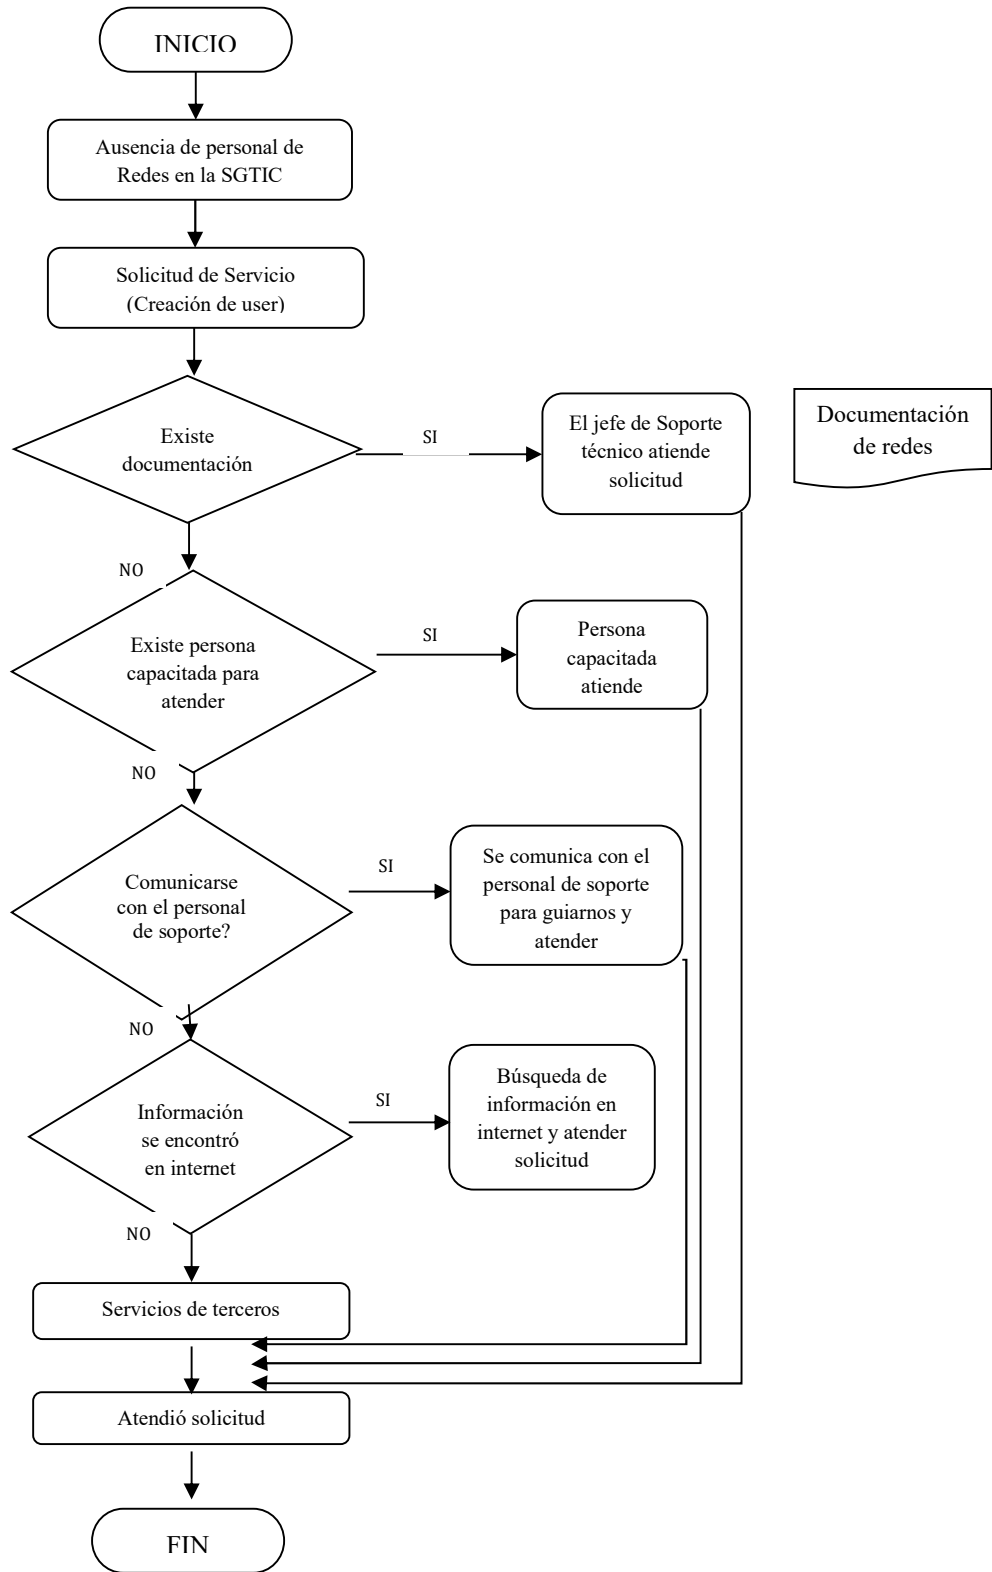 INICIO
Ausencia de personal de
Redes en la SGTIC
Solicitud de Servicio
(Creación de user)
Existe
documentación
SI
El jefe de Soporte
técnico atiende
solicitud
Documentación
de redes
NO
Existe persona
capacitada para
atender
SI
Persona
capacitada
atiende
NO
Comunicarse
con el personal
de soporte?
SI
Se comunica con el
personal de soporte
para guiarnos y
atender
NO
Información
se encontró
en internet
SI
Búsqueda de
información en
internet y atender
solicitud
NO
Servicios de terceros
Atendió solicitud
FIN